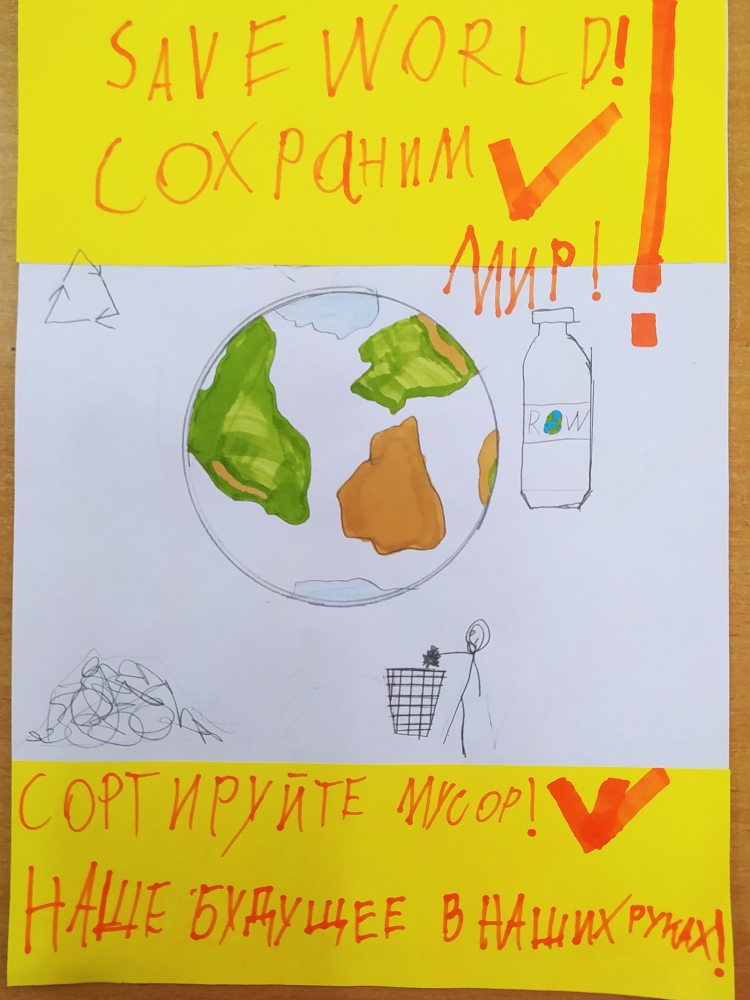 SAVE WORLD!
СОХРАНИМ
МИР!
ROW
СОРТИРУЙТЕ МУСОР!
НАШЕ БУДУЩЕЕ В НАШИХ РУКАХ!